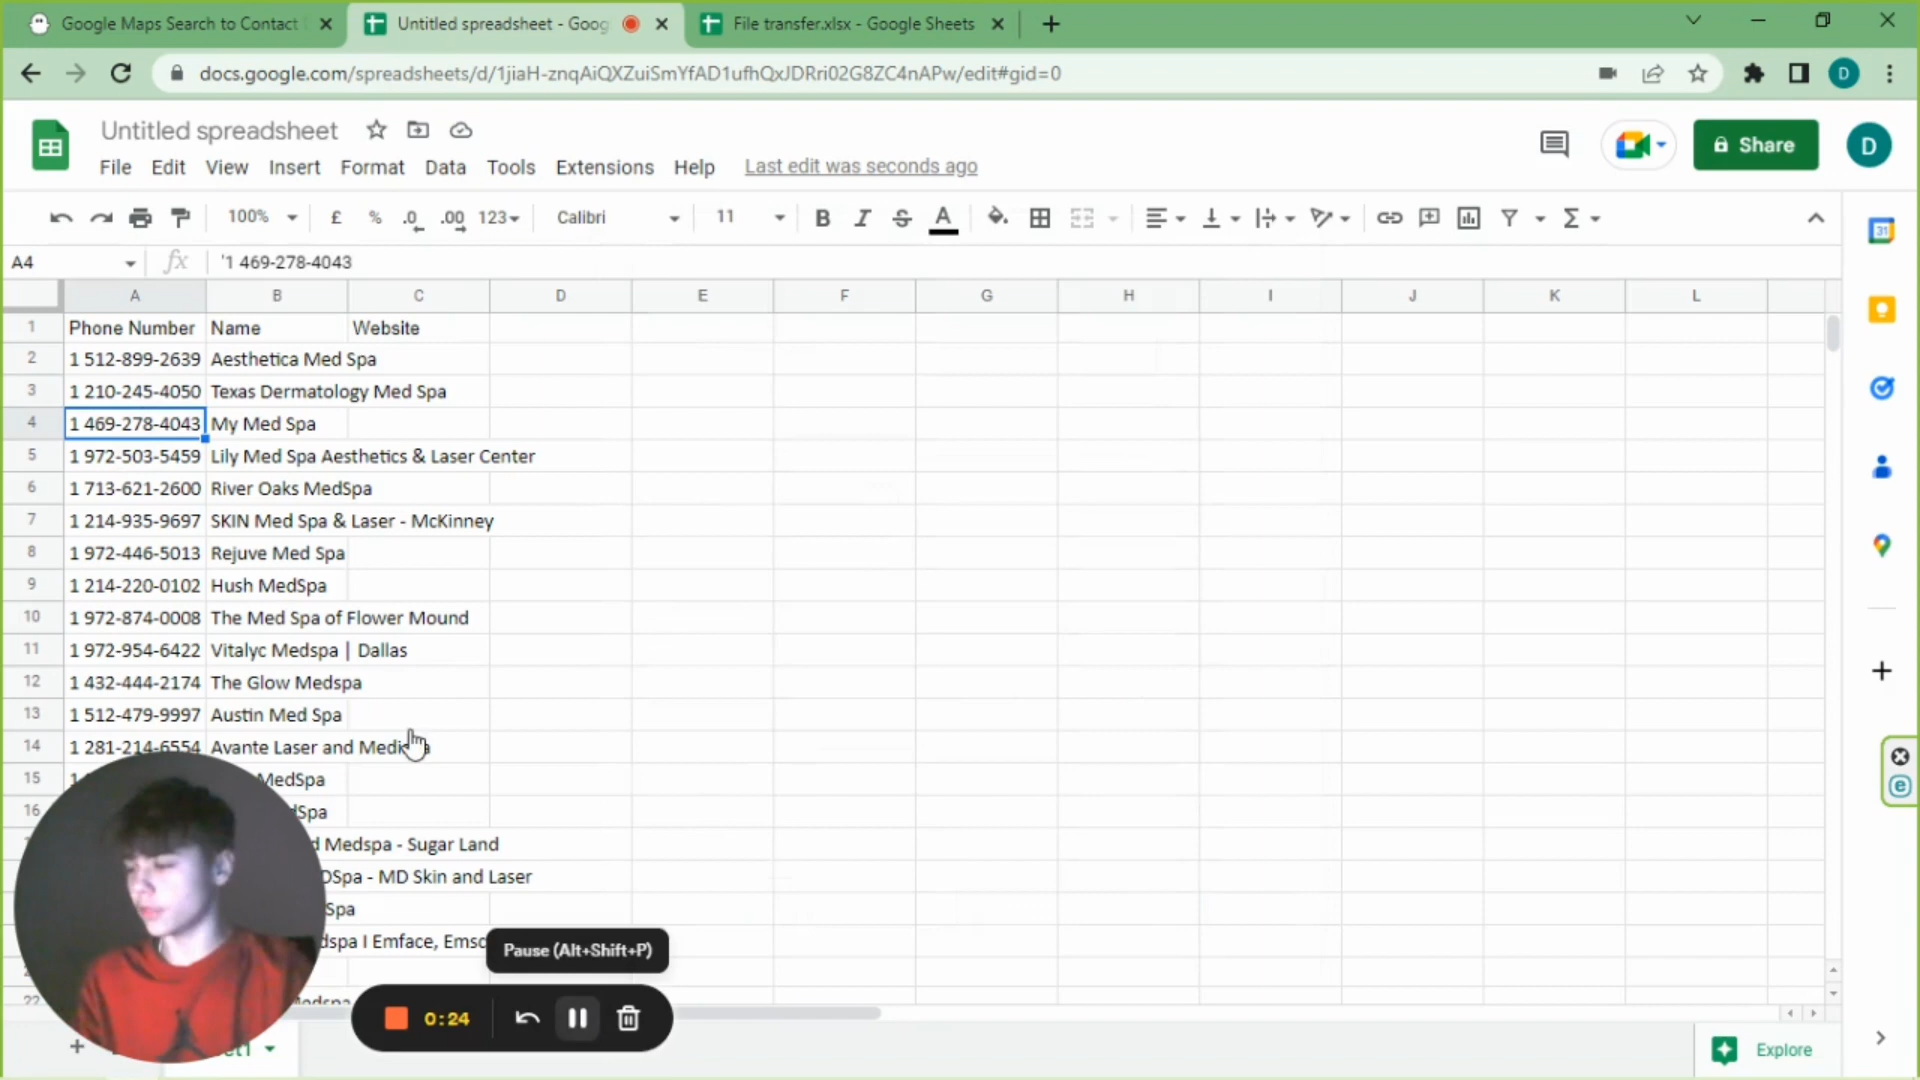 Google Maps Search to Contact
Untitled spreadsheet - Goog
File transfer.xlsx - Google Sheets
docs.google.com/spreadsheets/d/1jiaH-znqAiQXZuiSmYfAD1ufhQxJDRri02G8ZC4nAPw/edit#gid=0
D
Untitled spreadsheet
Share
D
File Edit View Insert Format Data Tools Extensions Help Last edit was seconds ago
100% £ % .0 .00 123 Calibri 11 B I S A Σ
31
A4 fx '1 469-278-4043
A B C D E F G H I J K L
1 Phone Number Name Website
2 1 512-899-2639 Aesthetica Med Spa
3 1 210-245-4050 Texas Dermatology Med Spa
4 1 469-278-4043 My Med Spa
5 1 972-503-5459 Lily Med Spa Aesthetics & Laser Center
6 1 713-621-2600 River Oaks MedSpa
7 1 214-935-9697 SKIN Med Spa & Laser - McKinney
8 1 972-446-5013 Rejuve Med Spa
9 1 214-220-0102 Hush MedSpa
10 1 972-874-0008 The Med Spa of Flower Mound
11 1 972-954-6422 Vitalyc Medspa | Dallas
12 1 432-444-2174 The Glow Medspa
13 1 512-479-9997 Austin Med Spa
14 1 281-214-6554 Avante Laser and Medi
15 MedSpa
16 Spa
d Medspa - Sugar Land
DSpa - MD Skin and Laser
Spa
dspa I Emface, Emsc
Pause (Alt+Shift+P)
22
0:24
Explore